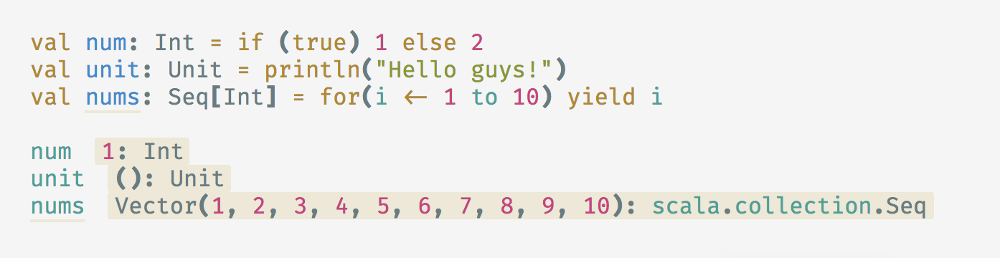 val num: Int = if (true) 1 else 2
val unit: Unit = println("Hello guys!")
val nums: Seq[Int] = for(i <- 1 to 10) yield i
num 1: Int
unit (): Unit
nums Vector(1, 2, 3, 4, 5, 6, 7, 8, 9, 10): scala.collection.Seq